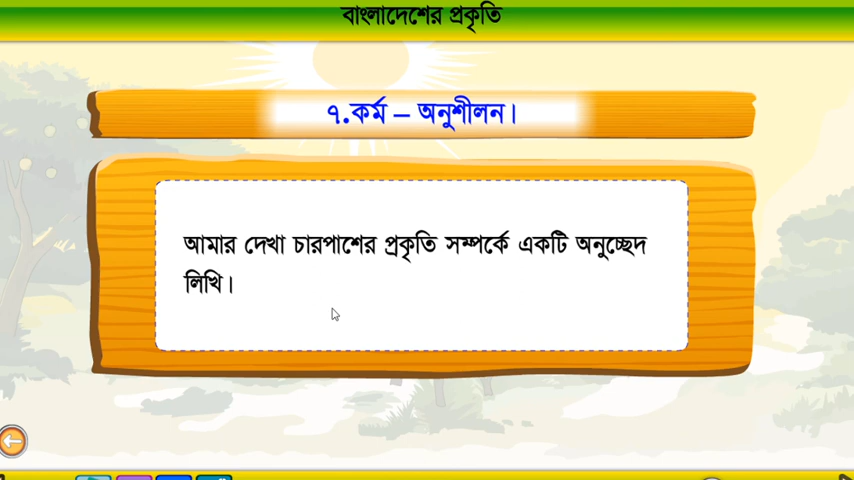 বাংলাদেশের প্রকৃতি
৭.কর্ম – অনুশীলন।
আমার দেখা চারপাশের প্রকৃতি সম্পর্কে একটি অনুচ্ছেদ
লিখি।